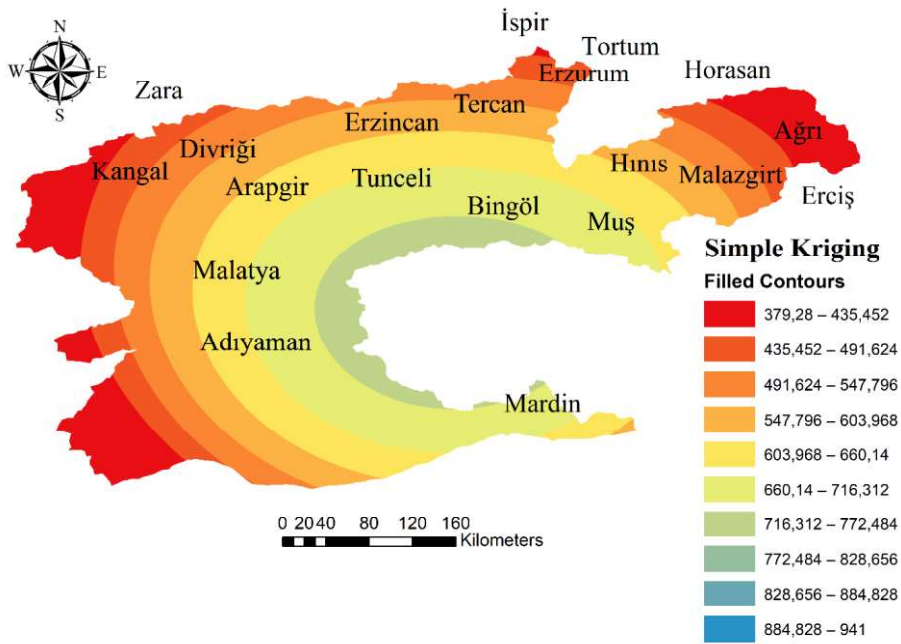 İspir
N
Tortum
W
E
Erzurum
Horasan
S
Zara
Tercan
Erzincan
Ağrı
Divriği
Kangal
Hınıs
Arapgir
Tunceli
Malazgirt
Erciş
Bingöl
Muş
Malatya
Adıyaman
Mardin
0 20 40 80 120 160
Kilometers
Simple Kriging
Filled Contours
379,28 – 435,452
435,452 – 491,624
491,624 – 547,796
547,796 – 603,968
603,968 – 660,14
660,14 – 716,312
716,312 – 772,484
772,484 – 828,656
828,656 – 884,828
884,828 – 941